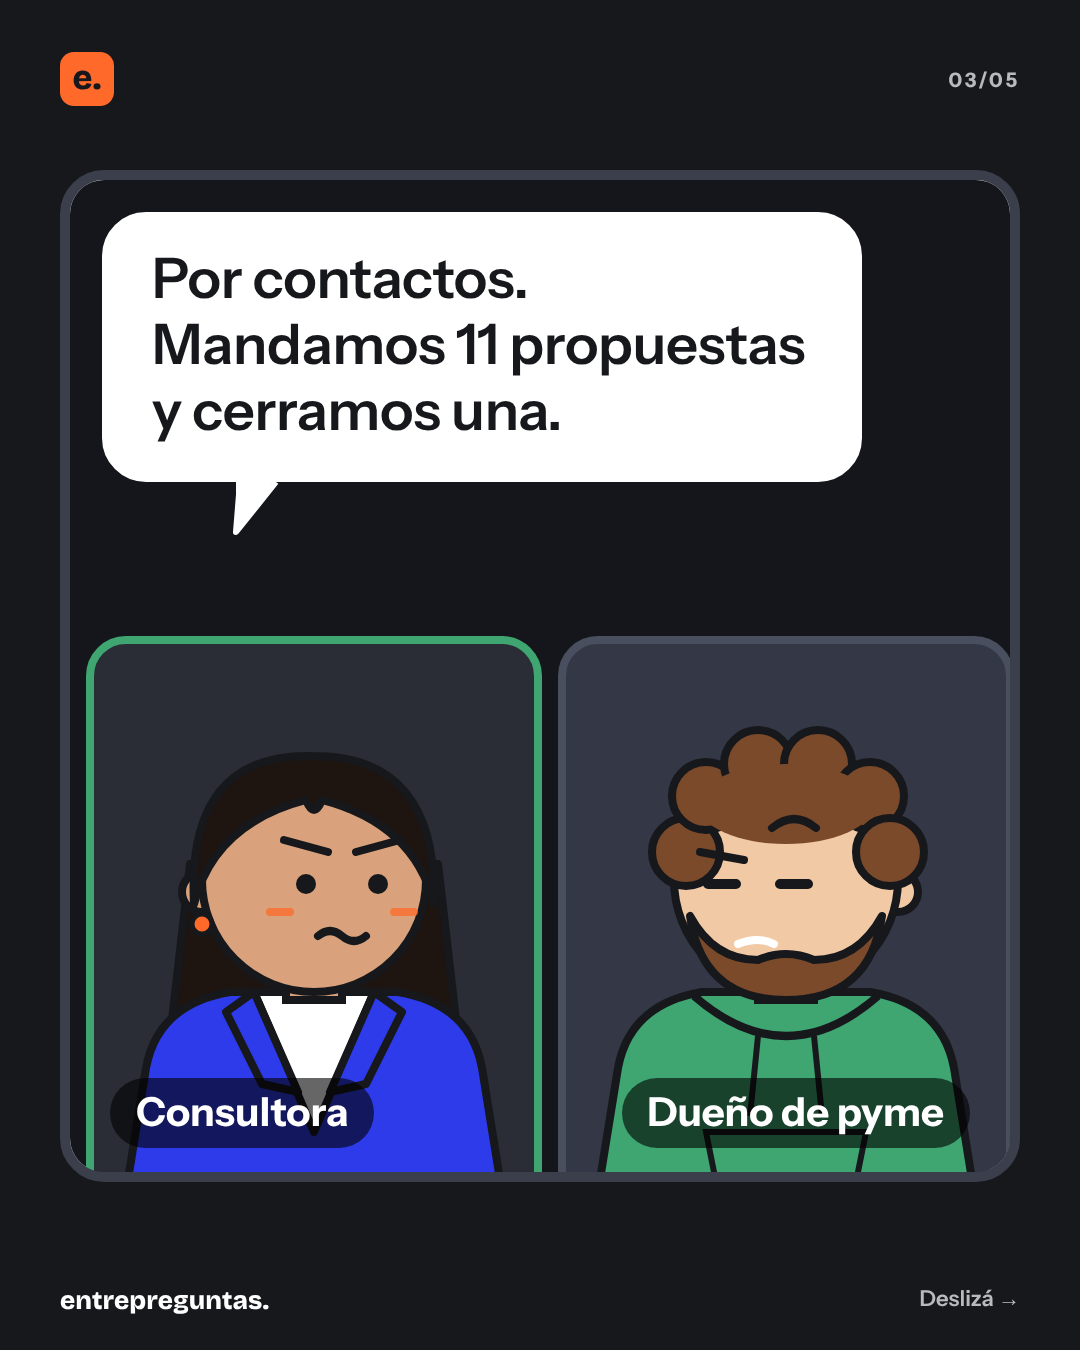 e.
03/05
Por contactos.
Mandamos 11 propuestas
y cerramos una.
Consultora
Dueño de pyme
entrepreguntas.
Deslizá →